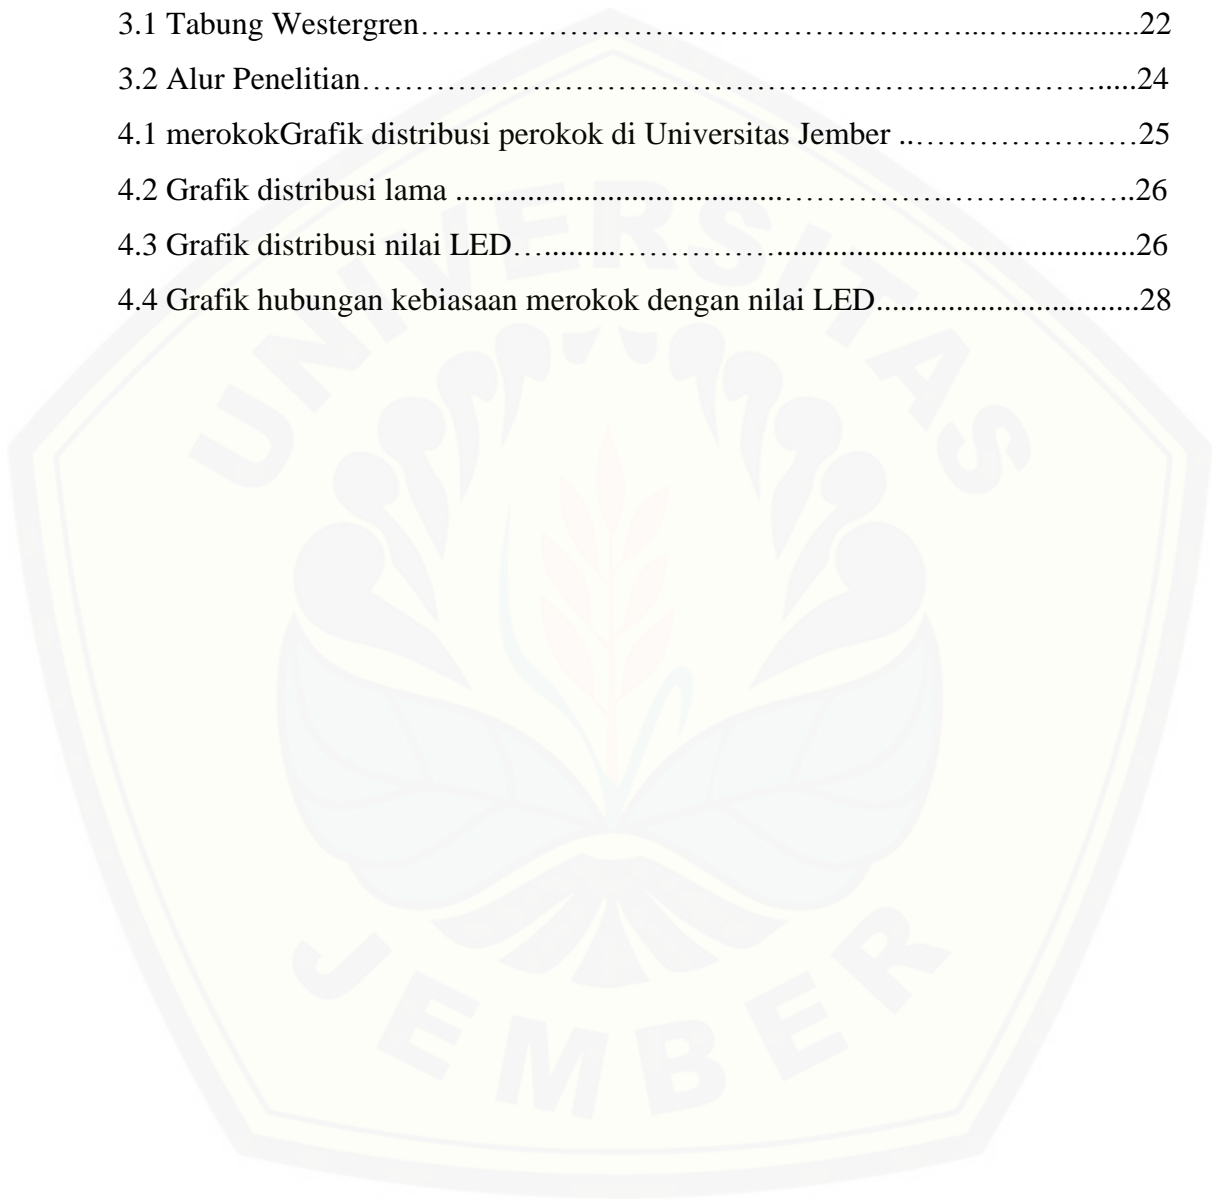 3.1 Tabung Westergren……………………………………………...…...............22
3.2 Alur Penelitian……………………………………………………………….....24
4.1 merokokGrafik distribusi perokok di Universitas Jember ..…………………25
4.2 Grafik distribusi lama .........................................………………………..…..26
4.3 Grafik distribusi nilai LED…..........……………............................................26
4.4 Grafik hubungan kebiasaan merokok dengan nilai LED................................28
UNIVERSITAS
JEMBER